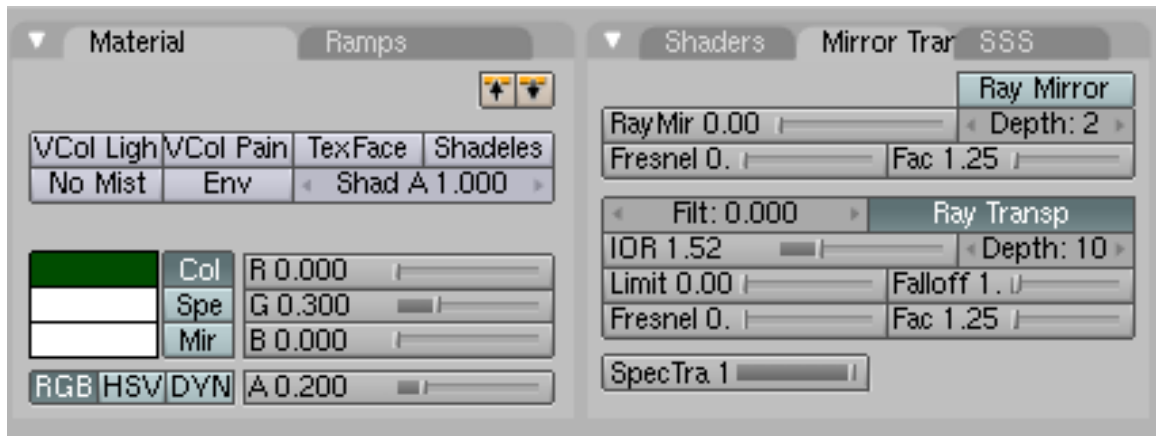 Material
Ramps
VCol Ligh VCol Pain TexFace Shadeles
No Mist Env Shad A 1.000
Col R 0.000
Spe G 0.300
Mir B 0.000
RGB HSV DYN A 0.200
Shaders Mirror Tran SSS
Ray Mirror
Ray Mir 0.00 Depth: 2
Fresnel 0. Fac 1.25
Filt: 0.000 Ray Transp
IOR 1.52 Depth: 10
Limit 0.00 Falloff 1.
Fresnel 0. Fac 1.25
SpecTra 1